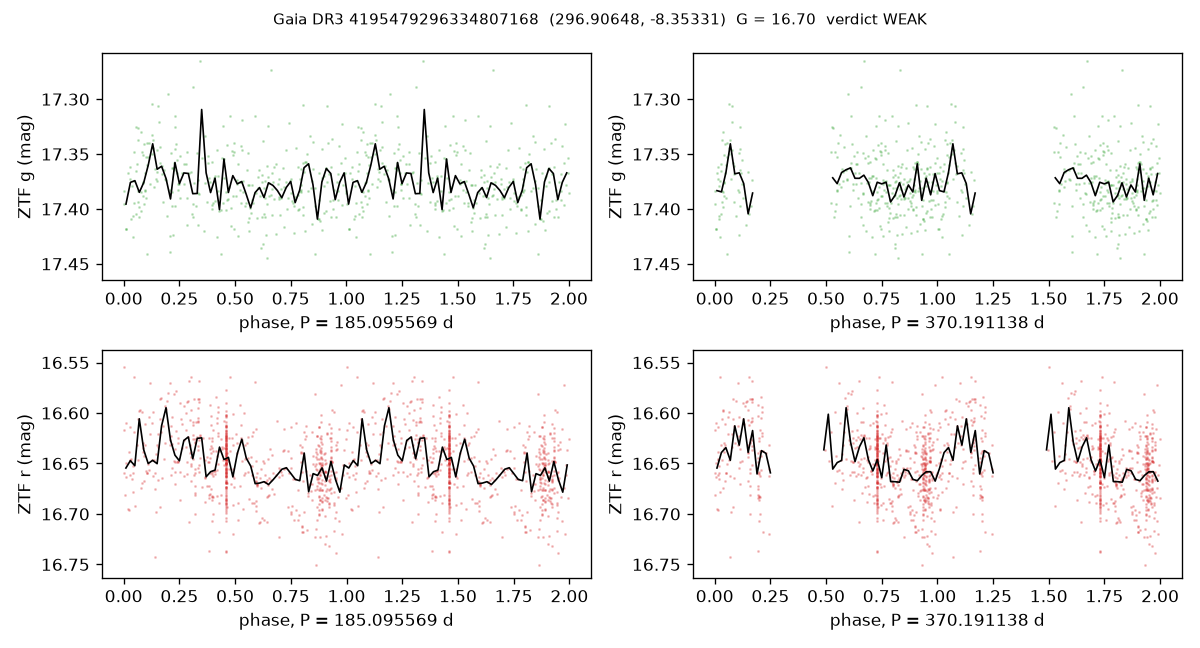 Gaia DR3 4195479296334807168 (296.90648, -8.35331) G = 16.70 verdict WEAK
ZTF g (mag)
17.30
17.35
17.40
17.45
0.00 0.25 0.50 0.75 1.00 1.25 1.50 1.75 2.00
phase, P = 185.095569 d
ZTF g (mag)
17.30
17.35
17.40
17.45
0.00 0.25 0.50 0.75 1.00 1.25 1.50 1.75 2.00
phase, P = 370.191138 d
ZTF r (mag)
16.55
16.60
16.65
16.70
16.75
0.00 0.25 0.50 0.75 1.00 1.25 1.50 1.75 2.00
phase, P = 185.095569 d
ZTF r (mag)
16.55
16.60
16.65
16.70
16.75
0.00 0.25 0.50 0.75 1.00 1.25 1.50 1.75 2.00
phase, P = 370.191138 d